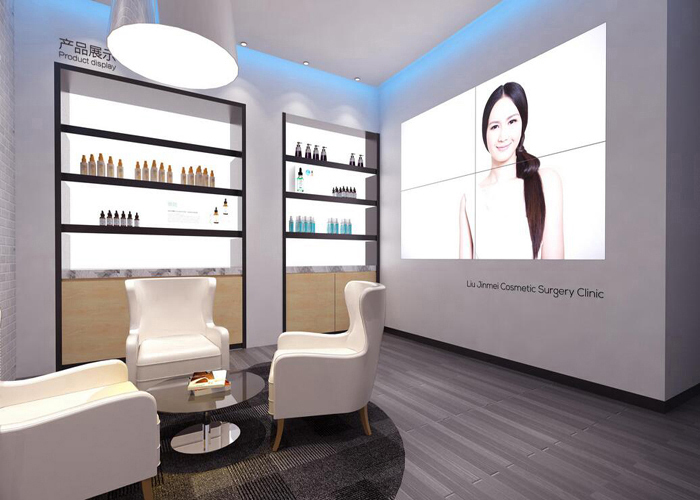 产品展示
Product display
Liu Jinmei Cosmetic Surgery Clinic